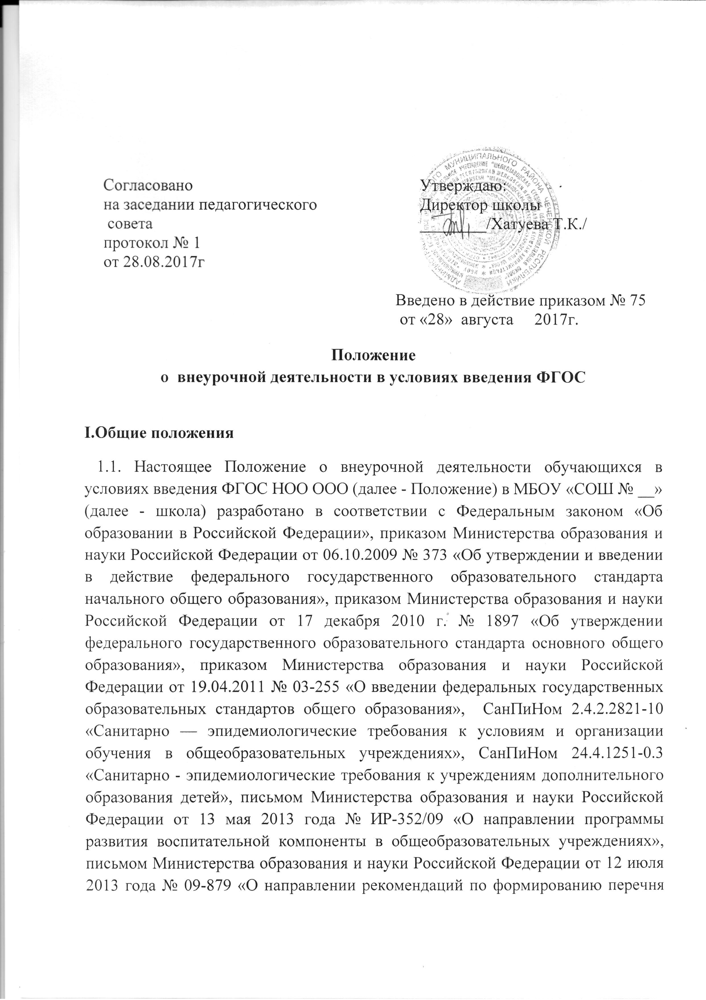 Согласовано
на заседании педагогического
совета
протокол № 1
от 28.08.2017г
Утверждаю:
Директор школы
________/Хатуева Т.К./
МУНИЦИПАЛЬНОГО РАЙОНА ЧЕЧЕНСКОЙ РЕСПУБЛИКИ
Введено в действие приказом № 75
от «28» августа 2017г.
Положение
о внеурочной деятельности в условиях введения ФГОС
I.Общие положения
1.1. Настоящее Положение о внеурочной деятельности обучающихся в
условиях введения ФГОС НОО ООО (далее - Положение) в МБОУ «СОШ № __»
(далее - школа) разработано в соответствии с Федеральным законом «Об
образовании в Российской Федерации», приказом Министерства образования и
науки Российской Федерации от 06.10.2009 № 373 «Об утверждении и введении
в действие федерального государственного образовательного стандарта
начального общего образования», приказом Министерства образования и науки
Российской Федерации от 17 декабря 2010 г. № 1897 «Об утверждении
федерального государственного образовательного стандарта основного общего
образования», приказом Министерства образования и науки Российской
Федерации от 19.04.2011 № 03-255 «О введении федеральных государственных
образовательных стандартов общего образования», СанПиНом 2.4.2.2821-10
«Санитарно — эпидемиологические требования к условиям и организации
обучения в общеобразовательных учреждениях», СанПиНом 24.4.1251-0.3
«Санитарно - эпидемиологические требования к учреждениям дополнительного
образования детей», письмом Министерства образования и науки Российской
Федерации от 13 мая 2013 года № ИР-352/09 «О направлении программы
развития воспитательной компоненты в общеобразовательных учреждениях»,
письмом Министерства образования и науки Российской Федерации от 12 июля
2013 года № 09-879 «О направлении рекомендаций по формированию перечня